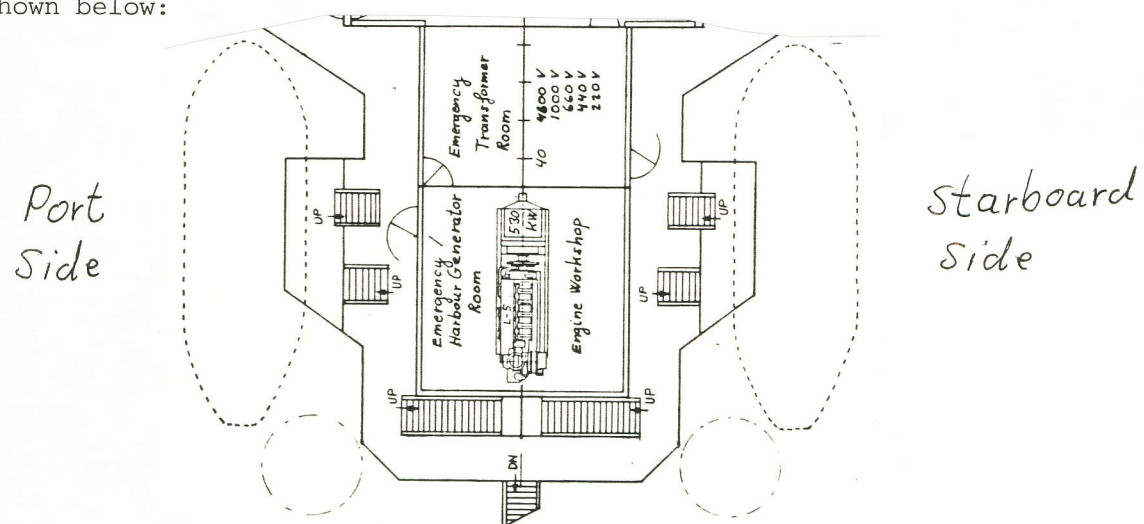 hown below:
Emergency
Transformer
Room
4800 V
1000 V
660 V
440 V
220 V
40
Port
Side
Starboard
Side
UP
UP
UP
UP
Emergency /
Harbour Generator
Room
530
KW
L-5
Engine Workshop
UP
UP
DN